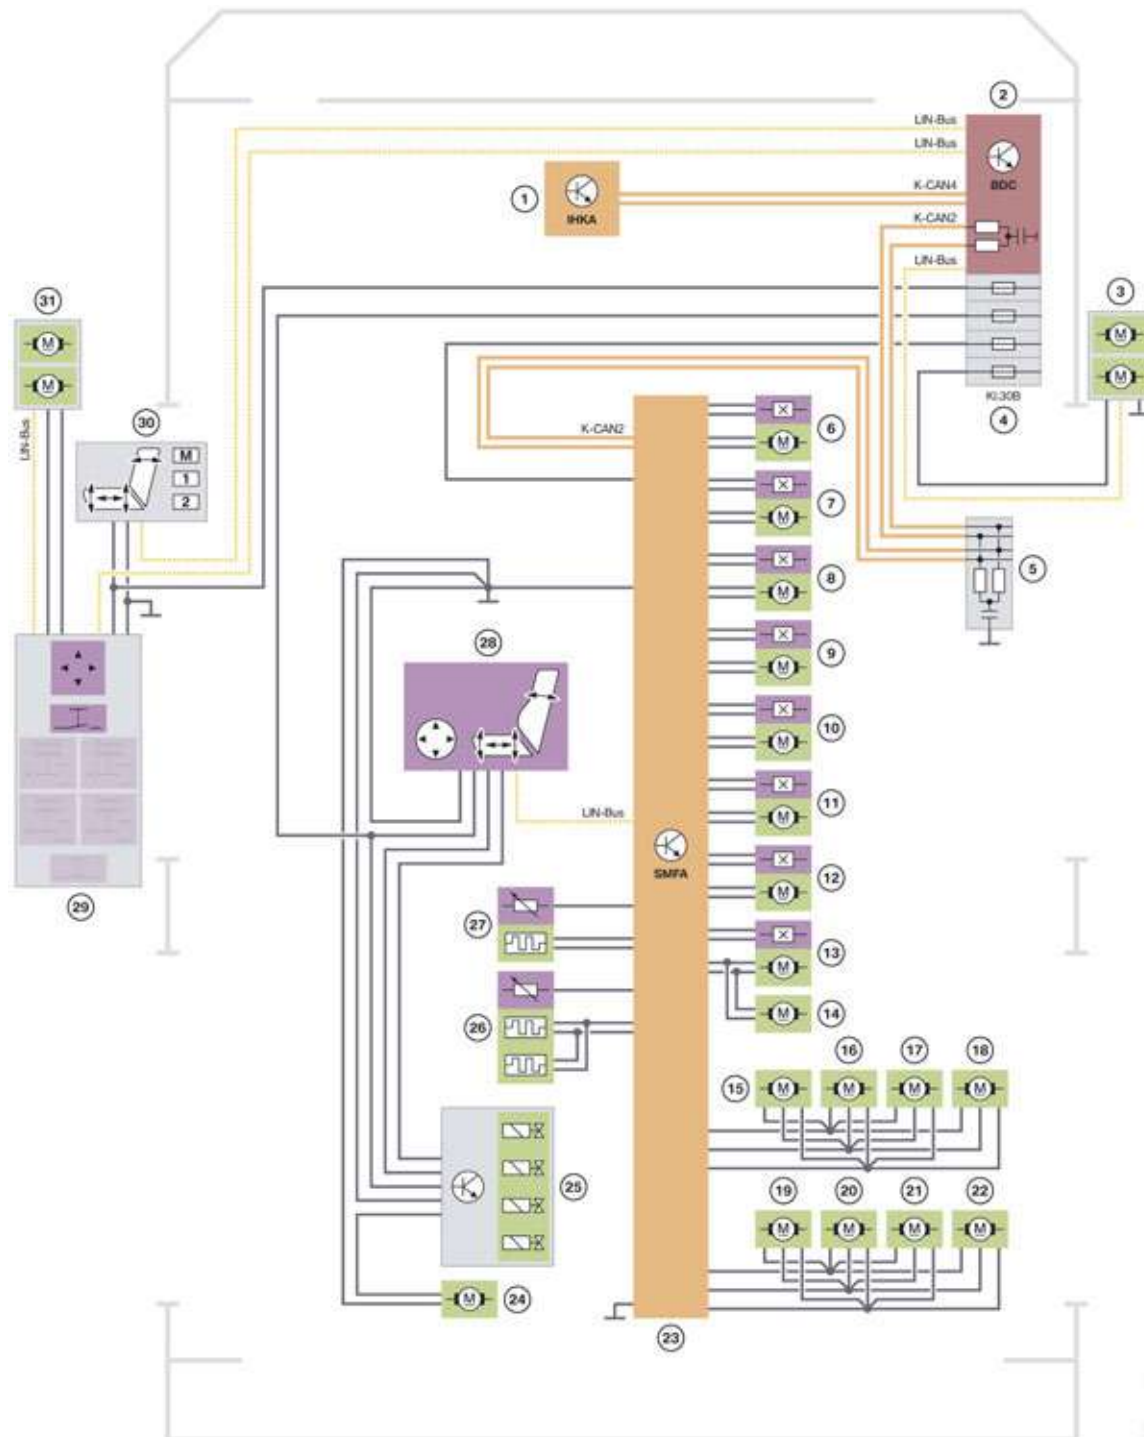 2
LIN-Bus
LIN-Bus
BDC
K-CAN4
1
IHKA
K-CAN2
LIN-Bus
31
3
M
M
M
M
Kl.30B
4
30
M
1
2
LIN-Bus
K-CAN2
6
M
7
M
5
8
M
28
9
M
10
M
11
M
LIN-Bus
SMFA
12
M
29
27
13
M
26
14
M
16
17
18
15
M
M
M
M
25
19
20
21
22
M
M
M
M
M
24
23